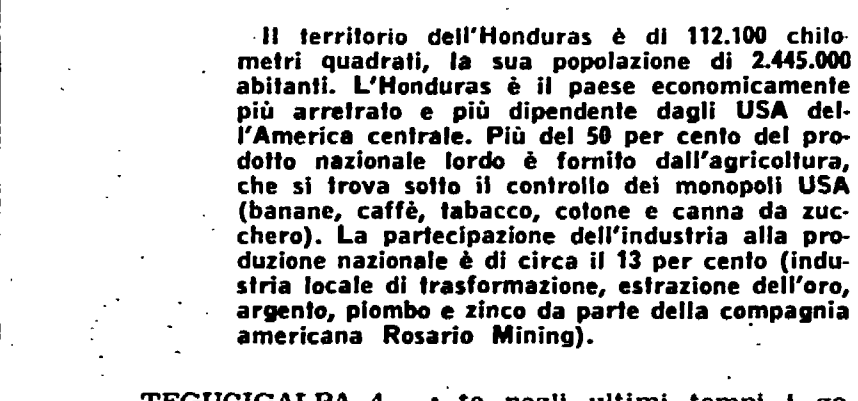 Il territorio dell'Honduras è di 112.100 chilo-
metri quadrati, la sua popolazione di 2.445.000
abitanti. L'Honduras è il paese economicamente
più arretrato e più dipendente dagli USA del-
l'America centrale. Più del 50 per cento del pro-
dotto nazionale lordo è fornito dall'agricoltura,
che si trova sotto il controllo dei monopoli USA
(banane, caffè, tabacco, cotone e canna da zuc-
chero). La partecipazione dell'industria alla pro-
duzione nazionale è di circa il 13 per cento (indu-
stria locale di trasformazione, estrazione dell'oro,
argento, piombo e zinco da parte della compagnia
americana Rosario Mining).
TEGUCIGALPA, 4 to negli ultimi tempi i